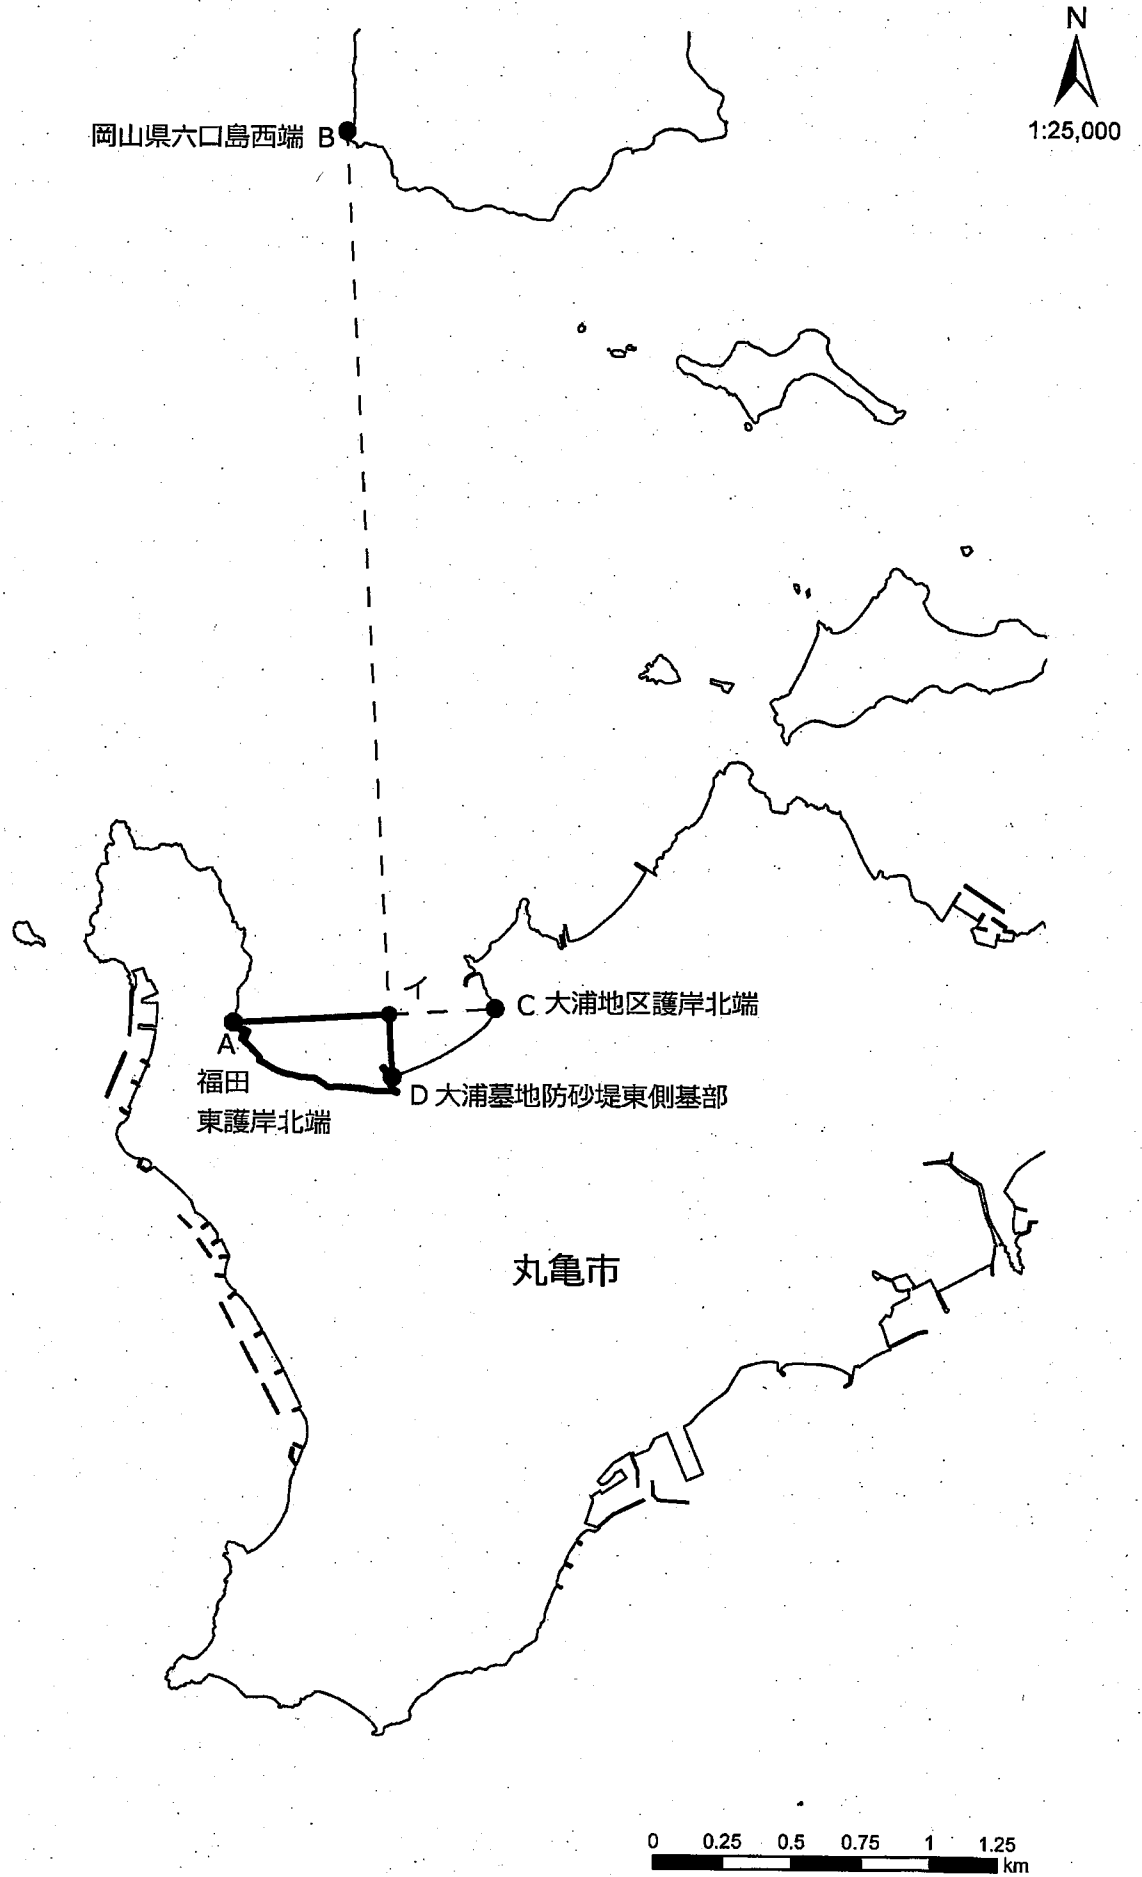 N
1:25,000
岡山県六口島西端 B
イ
C 大浦地区護岸北端
A
福田
東護岸北端
D 大浦墓地防砂堤東側基部
丸亀市
0 0.25 0.5 0.75 1 1.25
km